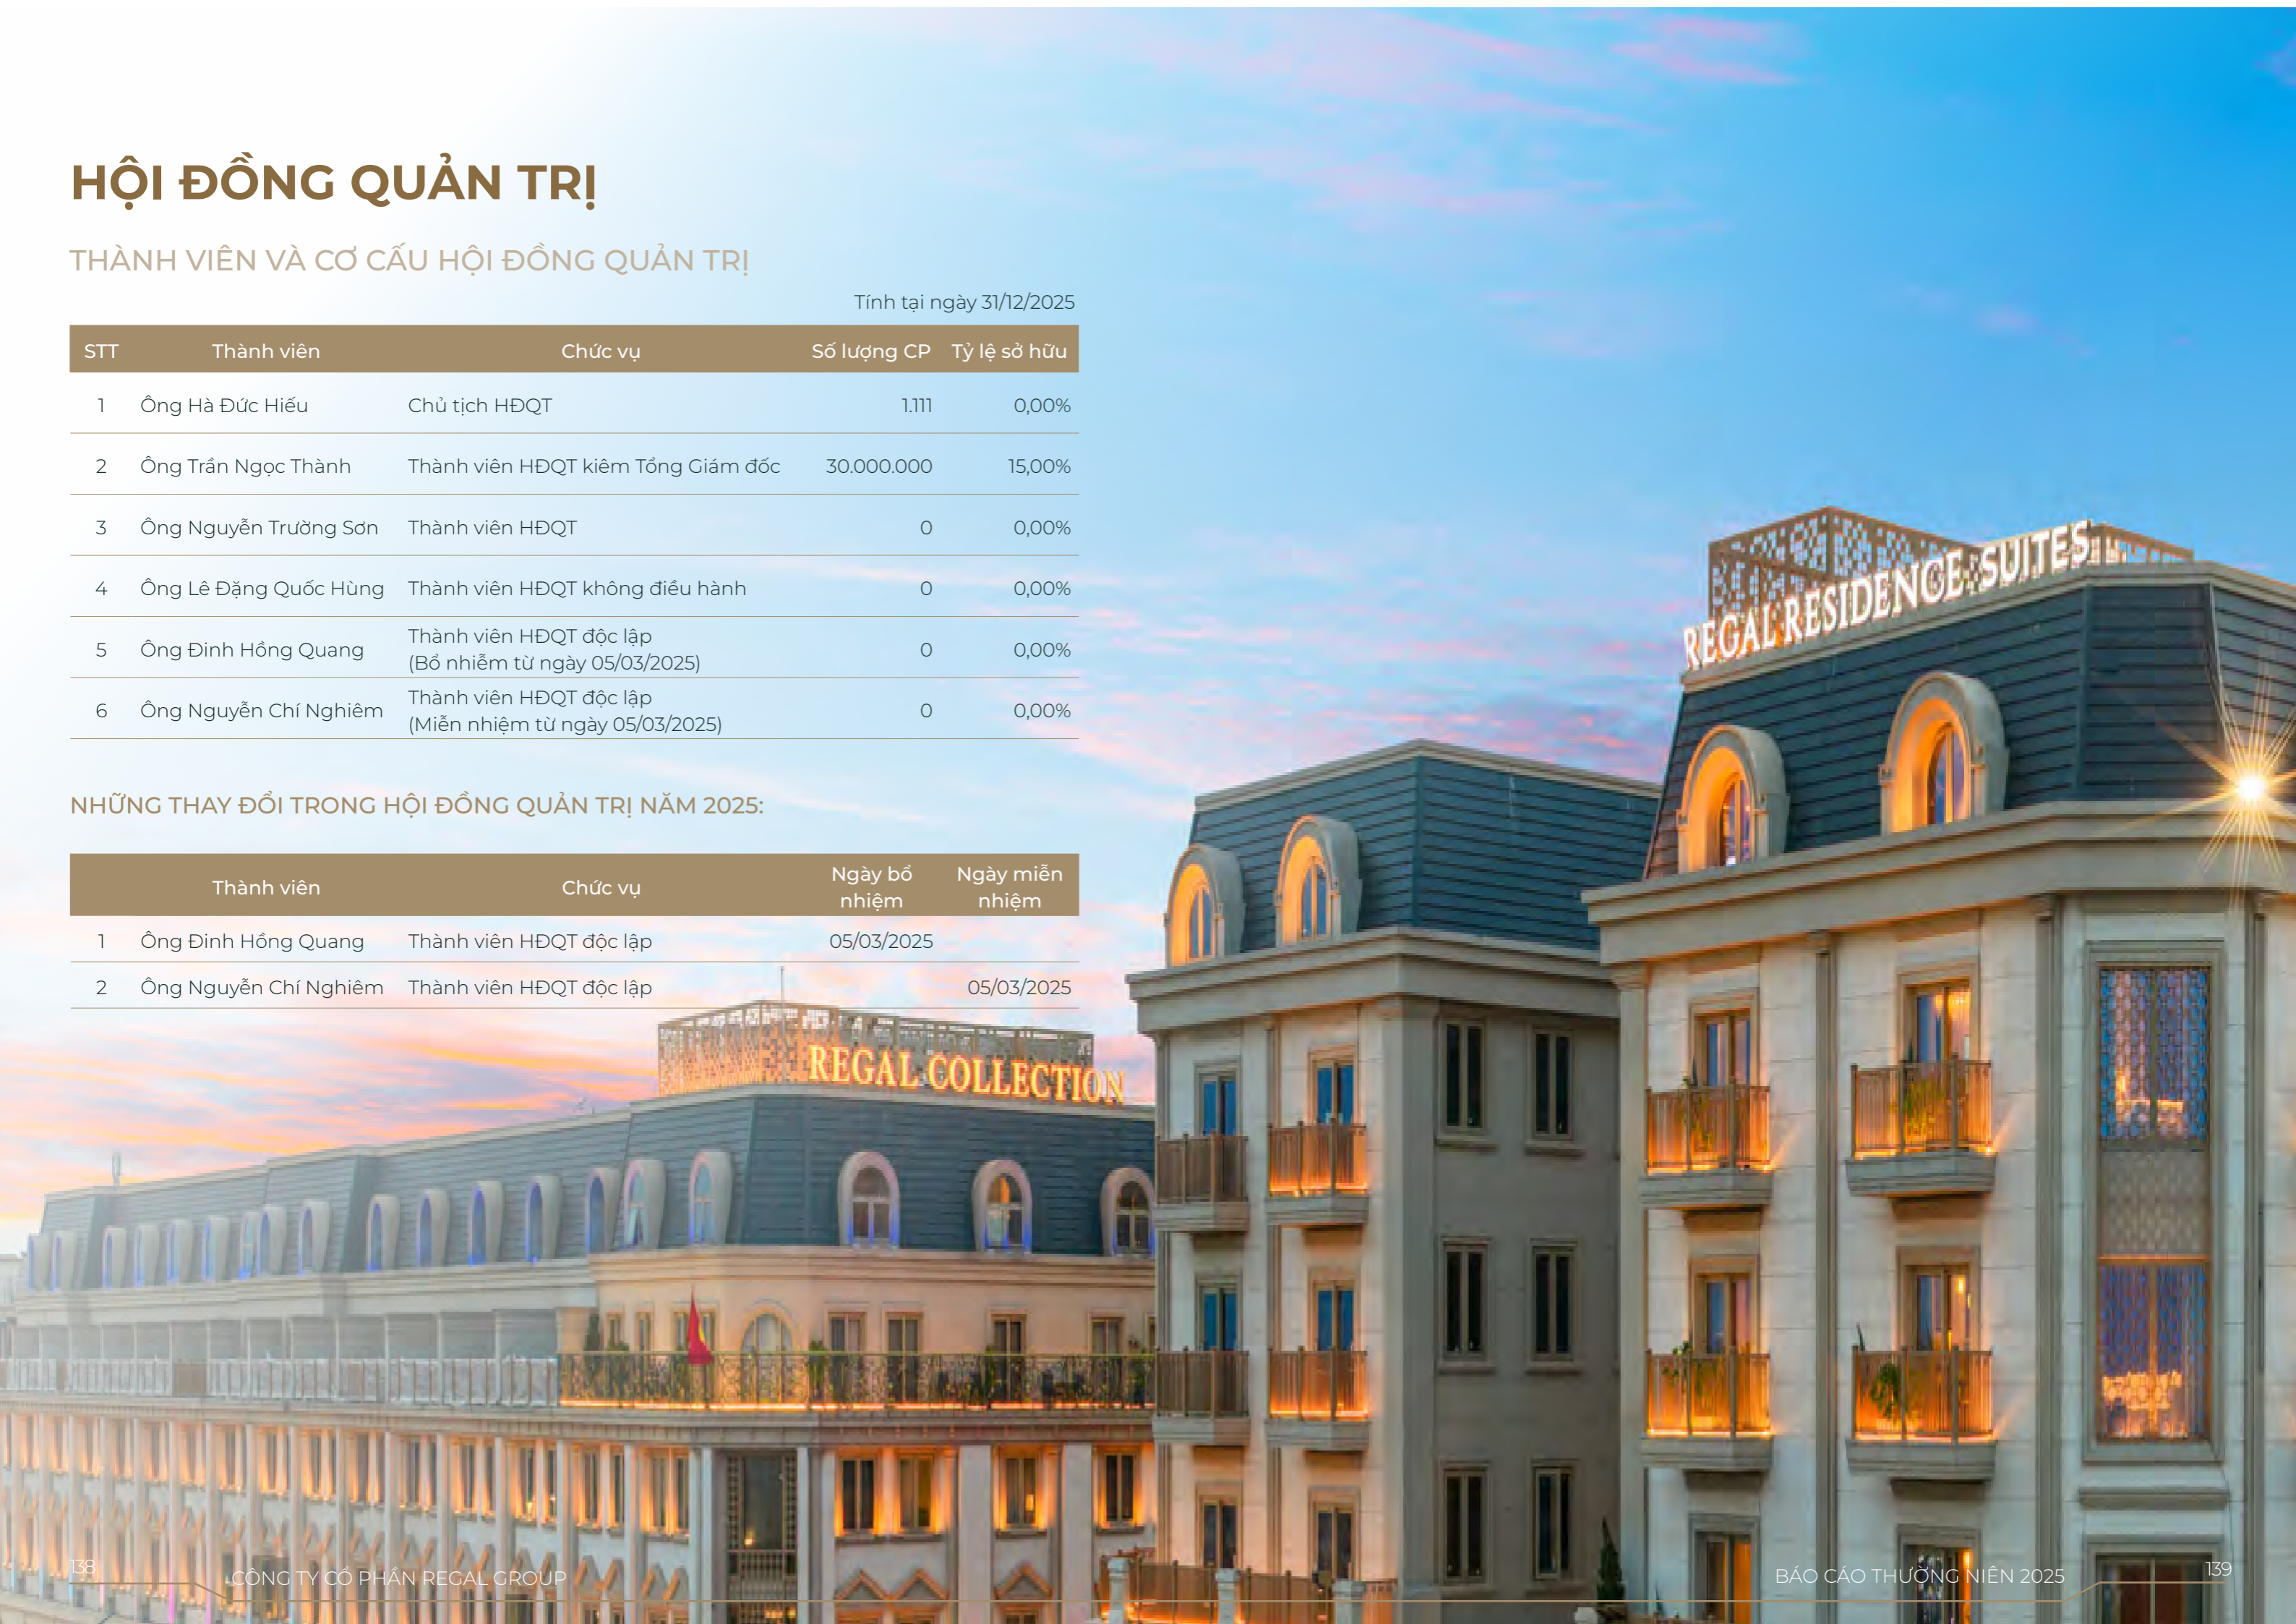 HỘI ĐỒNG QUẢN TRỊ
THÀNH VIÊN VÀ CƠ CẤU HỘI ĐỒNG QUẢN TRỊ
Tính tại ngày 31/12/2025
STT Thành viên Chức vụ Số lượng CP Tỷ lệ sở hữu
1 Ông Hà Đức Hiếu Chủ tịch HĐQT 1.111 0,00%
2 Ông Trần Ngọc Thành Thành viên HĐQT kiêm Tổng Giám đốc 30.000.000 15,00%
3 Ông Nguyễn Trường Sơn Thành viên HĐQT 0 0,00%
4 Ông Lê Đặng Quốc Hùng Thành viên HĐQT không điều hành 0 0,00%
5 Ông Đinh Hồng Quang Thành viên HĐQT độc lập
(Bổ nhiễm từ ngày 05/03/2025) 0 0,00%
6 Ông Nguyễn Chí Nghiêm Thành viên HĐQT độc lập
(Miễn nhiệm từ ngày 05/03/2025) 0 0,00%
NHỮNG THAY ĐỔI TRONG HỘI ĐỒNG QUẢN TRỊ NĂM 2025:
Thành viên Chức vụ Ngày bổ nhiệm Ngày miễn nhiệm
1 Ông Đinh Hồng Quang Thành viên HĐQT độc lập 05/03/2025
2 Ông Nguyễn Chí Nghiêm Thành viên HĐQT độc lập 05/03/2025
REGAL RESIDENCE SUITES
REGAL COLLECTION
138 CÔNG TY CỔ PHẦN REGAL GROUP
BÁO CÁO THƯỜNG NIÊN 2025 139